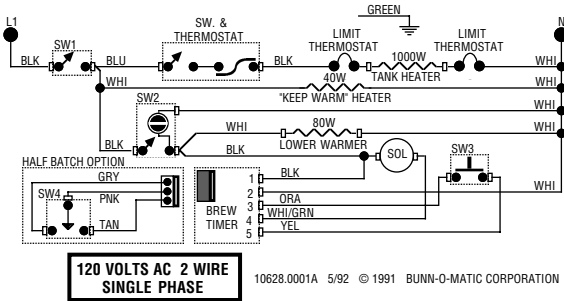 GREEN
L1
SW. &
THERMOSTAT
LIMIT
THERMOSTAT
LIMIT
THERMOSTAT
N
SW1
BLK
BLU
BLK
1000W
TANK HEATER
WHI
WHI
40W
"KEEP WARM" HEATER
WHI
SW2
WHI
WHI
80W
LOWER WARMER
WHI
BLK
BLK
SOL
SW3
HALF BATCH OPTION
GRY
SW4
PNK
TAN
BREW
TIMER
1
2
3
4
5
BLK
WHI
ORA
WHI/GRN
YEL
120 VOLTS AC 2 WIRE
SINGLE PHASE
10628.0001A 5/92 © 1991 BUNN-O-MATIC CORPORATION